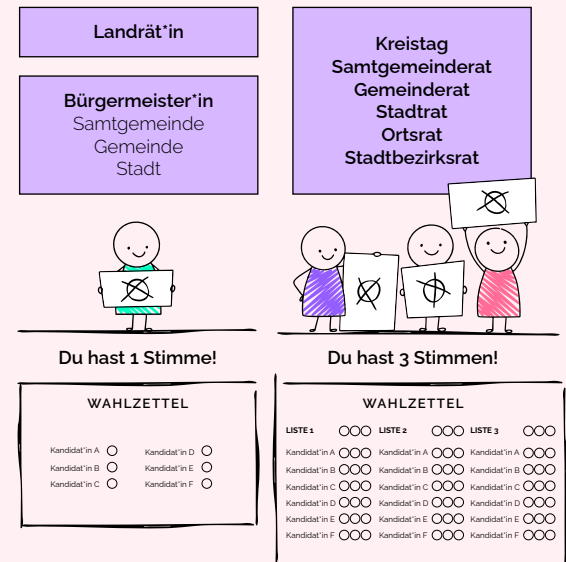 Landrät*in
Bürgermeister*in
Samtgemeinde
Gemeinde
Stadt
Kreistag
Samtgemeinderat
Gemeinderat
Stadtrat
Ortsrat
Stadtbezirksrat
Du hast 1 Stimme!
WAHLZETTEL
Kandidat*in A Kandidat*in D
Kandidat*in B Kandidat*in E
Kandidat*in C Kandidat*in F
Du hast 3 Stimmen!
WAHLZETTEL
LISTE 1 LISTE 2 LISTE 3
Kandidat*in A Kandidat*in A Kandidat*in A
Kandidat*in B Kandidat*in B Kandidat*in B
Kandidat*in C Kandidat*in C Kandidat*in C
Kandidat*in D Kandidat*in D Kandidat*in D
Kandidat*in E Kandidat*in E Kandidat*in E
Kandidat*in F Kandidat*in F Kandidat*in F